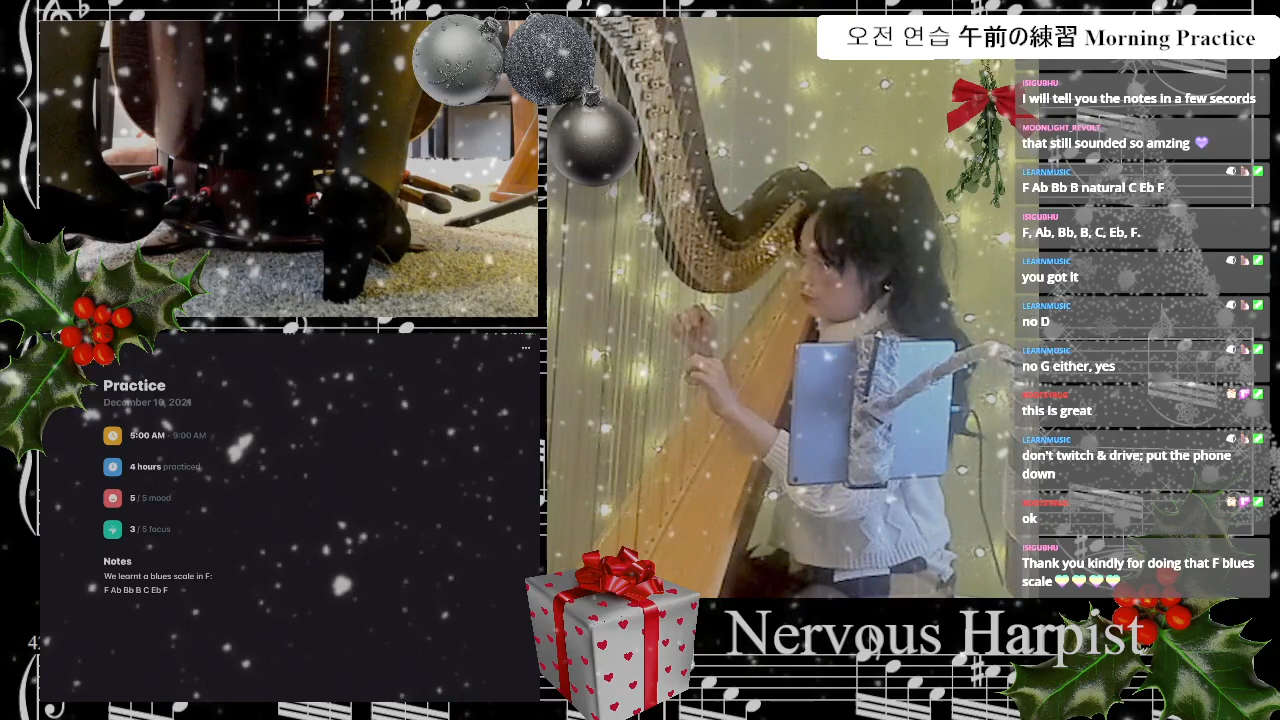 오전 연습 午前の練習 Morning Practice
ISIGUBHU
I will tell you the notes in a few secords
MOONLIGHT_REVOLT
that still sounded so amzing
LEARNMUSIC
F Ab Bb B natural C Eb F
ISIGUBHU
F, Ab, Bb, B, C, Eb, F.
LEARNMUSIC
you got it
LEARNMUSIC
no D
LEARNMUSIC
no G either, yes
this is great
LEARNMUSIC
don't twitch & drive; put the phone
down
ok
ISIGUBHU
Thank you kindly for doing that F blues
scale
Practice
December 10, 2021
5:00 AM - 9:00 AM
4 hours practiced
5 / 5 mood
3 / 5 focus
Notes
We learnt a blues scale in F:
F Ab Bb B C Eb F
Nervous Harpist